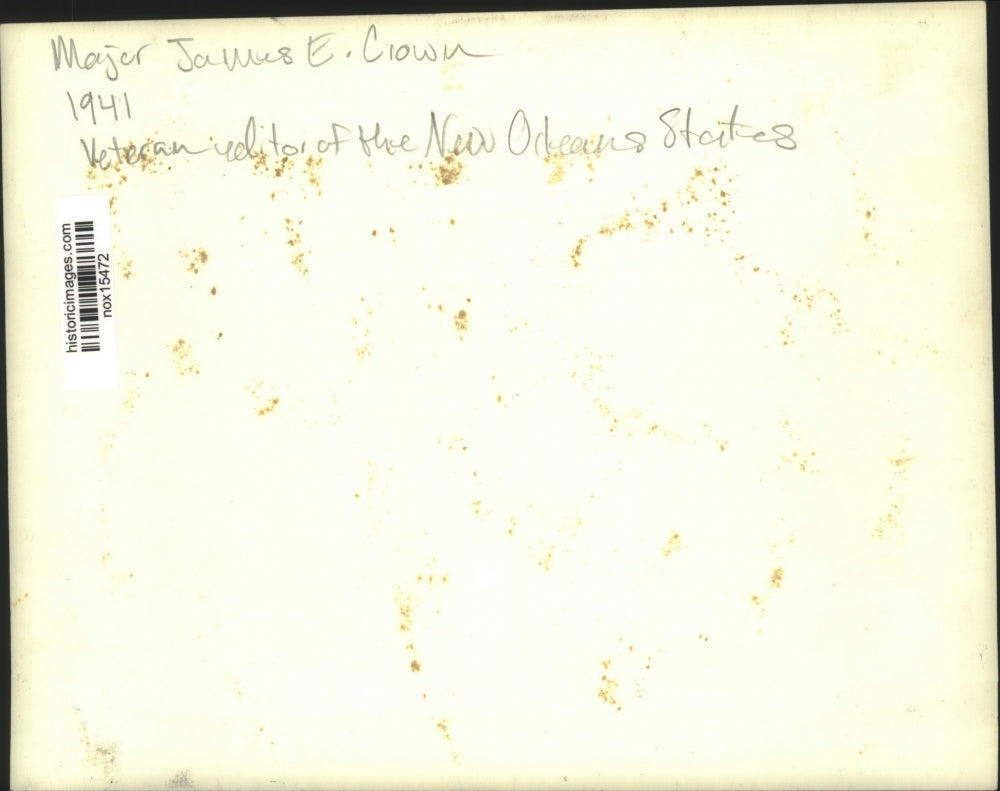 Major James E. Crown
1941
Veteran editor of the New Orleans States
historicimages.com
nox15472